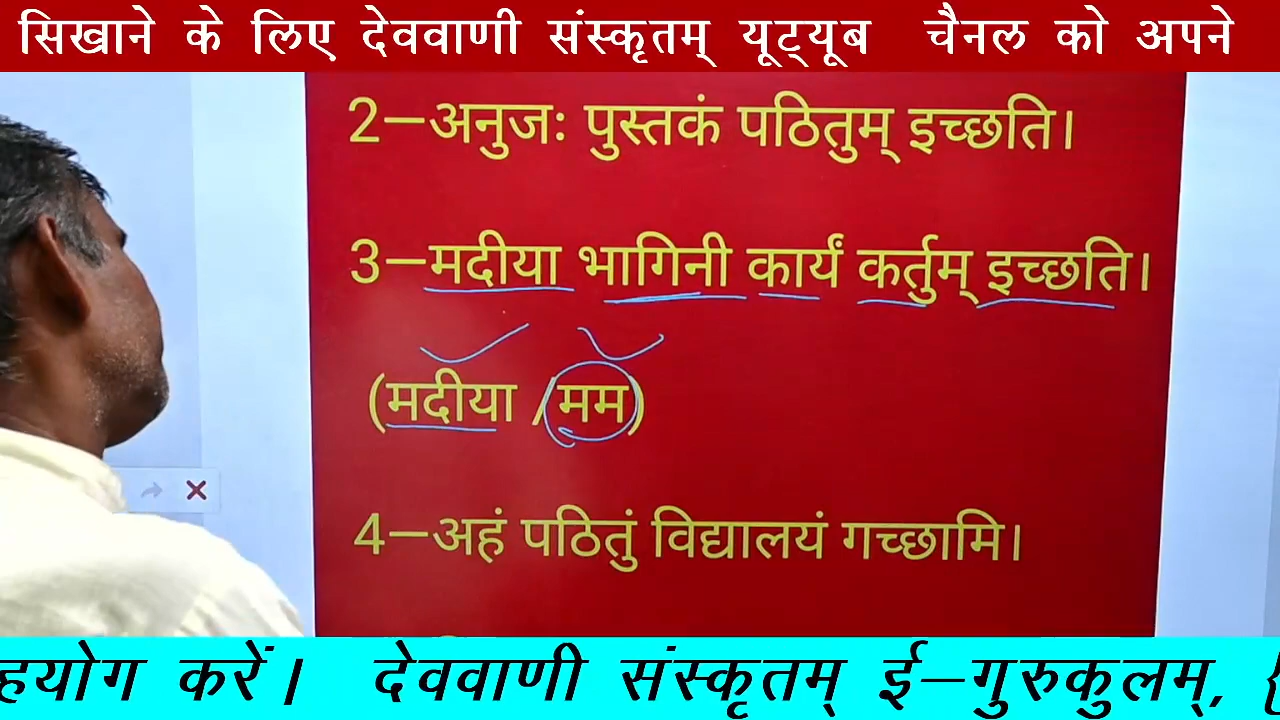 सिखाने के लिए देववाणी संस्कृतम् यूट्यूब चैनल को अपने
2–अनुजः पुस्तकं पठितुम् इच्छति।
3–मदीया भागिनी कार्यं कर्तुम् इच्छति।
(मदीया / मम)
4–अहं पठितुं विद्यालयं गच्छामि।
हयोग करें। देववाणी संस्कृतम् ई–गुरुकुलम्, {